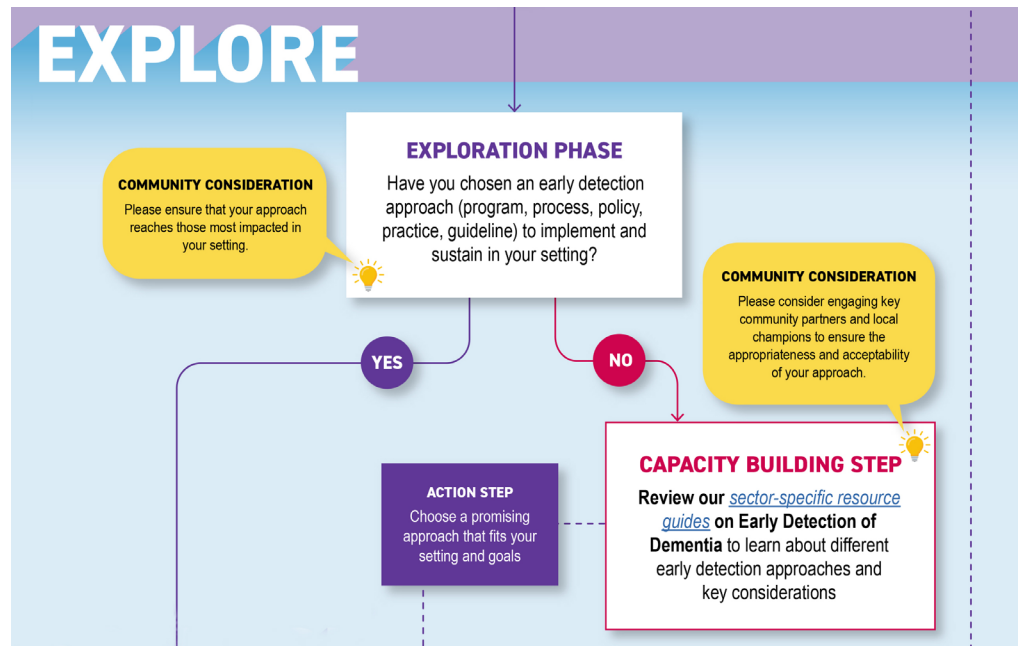 EXPLORE
EXPLORATION PHASE
Have you chosen an early detection
approach (program, process, policy,
practice, guideline) to implement and
sustain in your setting?
COMMUNITY CONSIDERATION
Please ensure that your approach
reaches those most impacted in
your setting.
YES
NO
COMMUNITY CONSIDERATION
Please consider engaging key
community partners and local
champions to ensure the
appropriateness and acceptability
of your approach.
CAPACITY BUILDING STEP
Review our sector-specific resource
guides on Early Detection of
Dementia to learn about different
early detection approaches and
key considerations
ACTION STEP
Choose a promising
approach that fits your
setting and goals